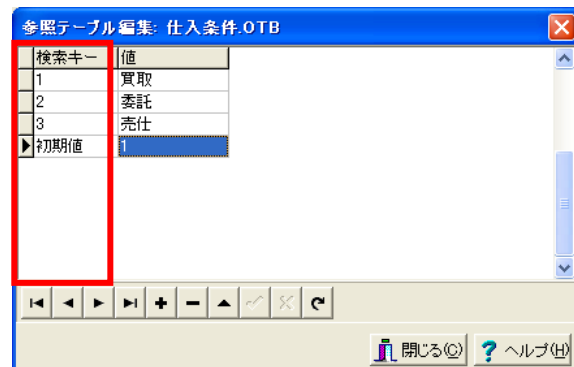 参照テーブル編集: 仕入条件.OTB
検索キー 値
1 買取
2 委託
3 売仕
初期値 1
閉じる(C) ? ヘルプ(H)